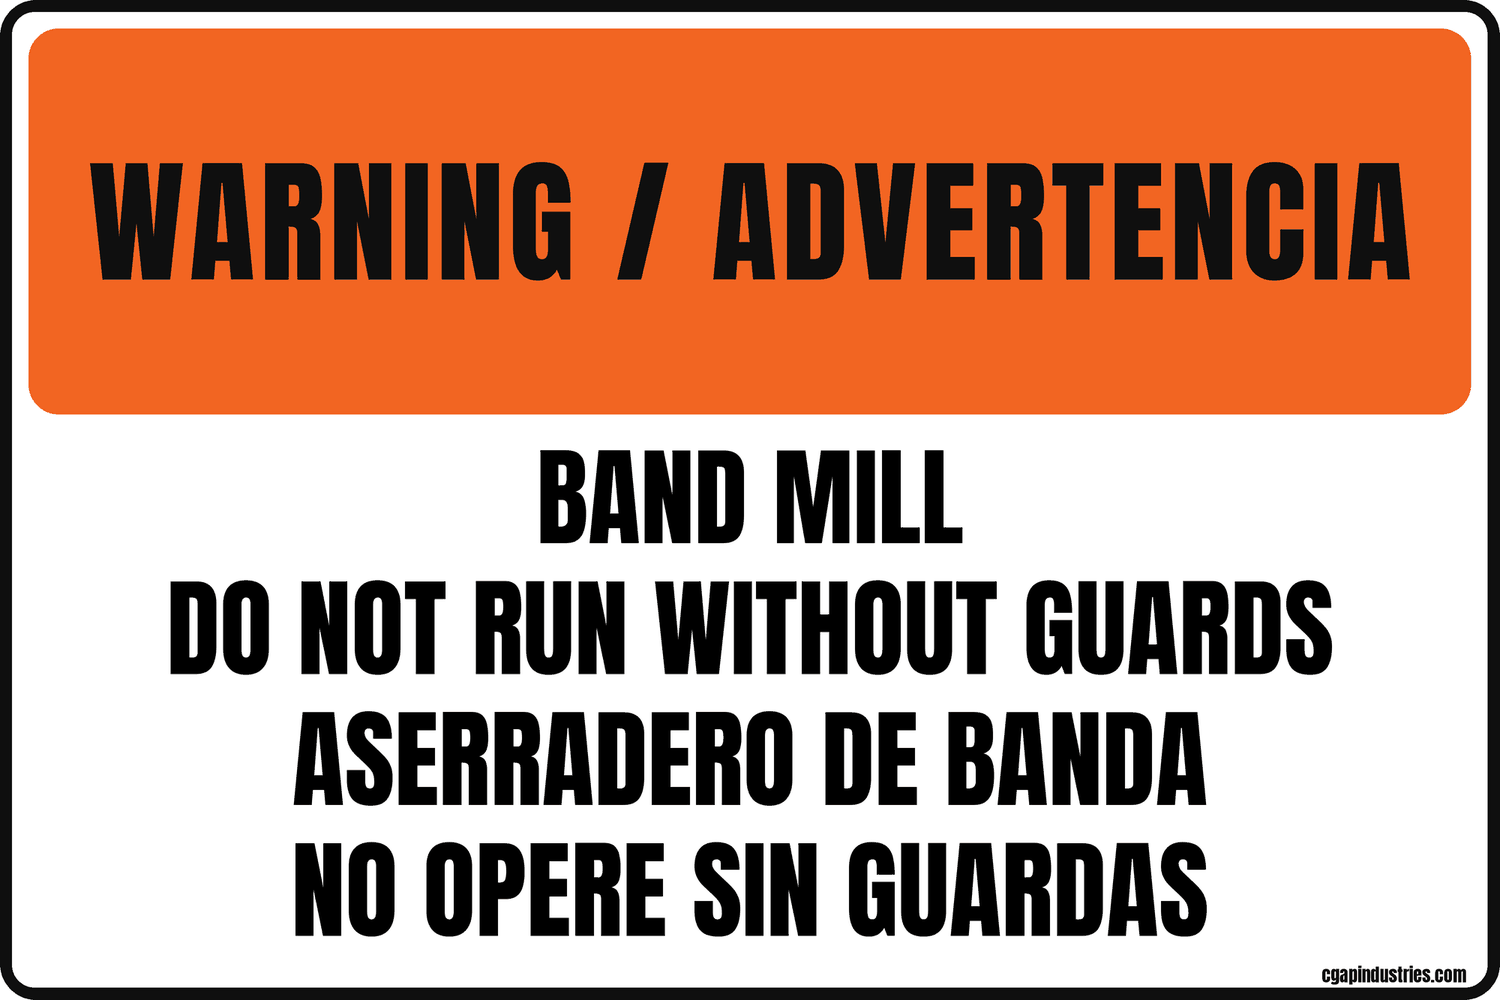 WARNING / ADVERTENCIA
BAND MILL
DO NOT RUN WITHOUT GUARDS
ASERRADERO DE BANDA
NO OPERE SIN GUARDAS
cgapindustries.com